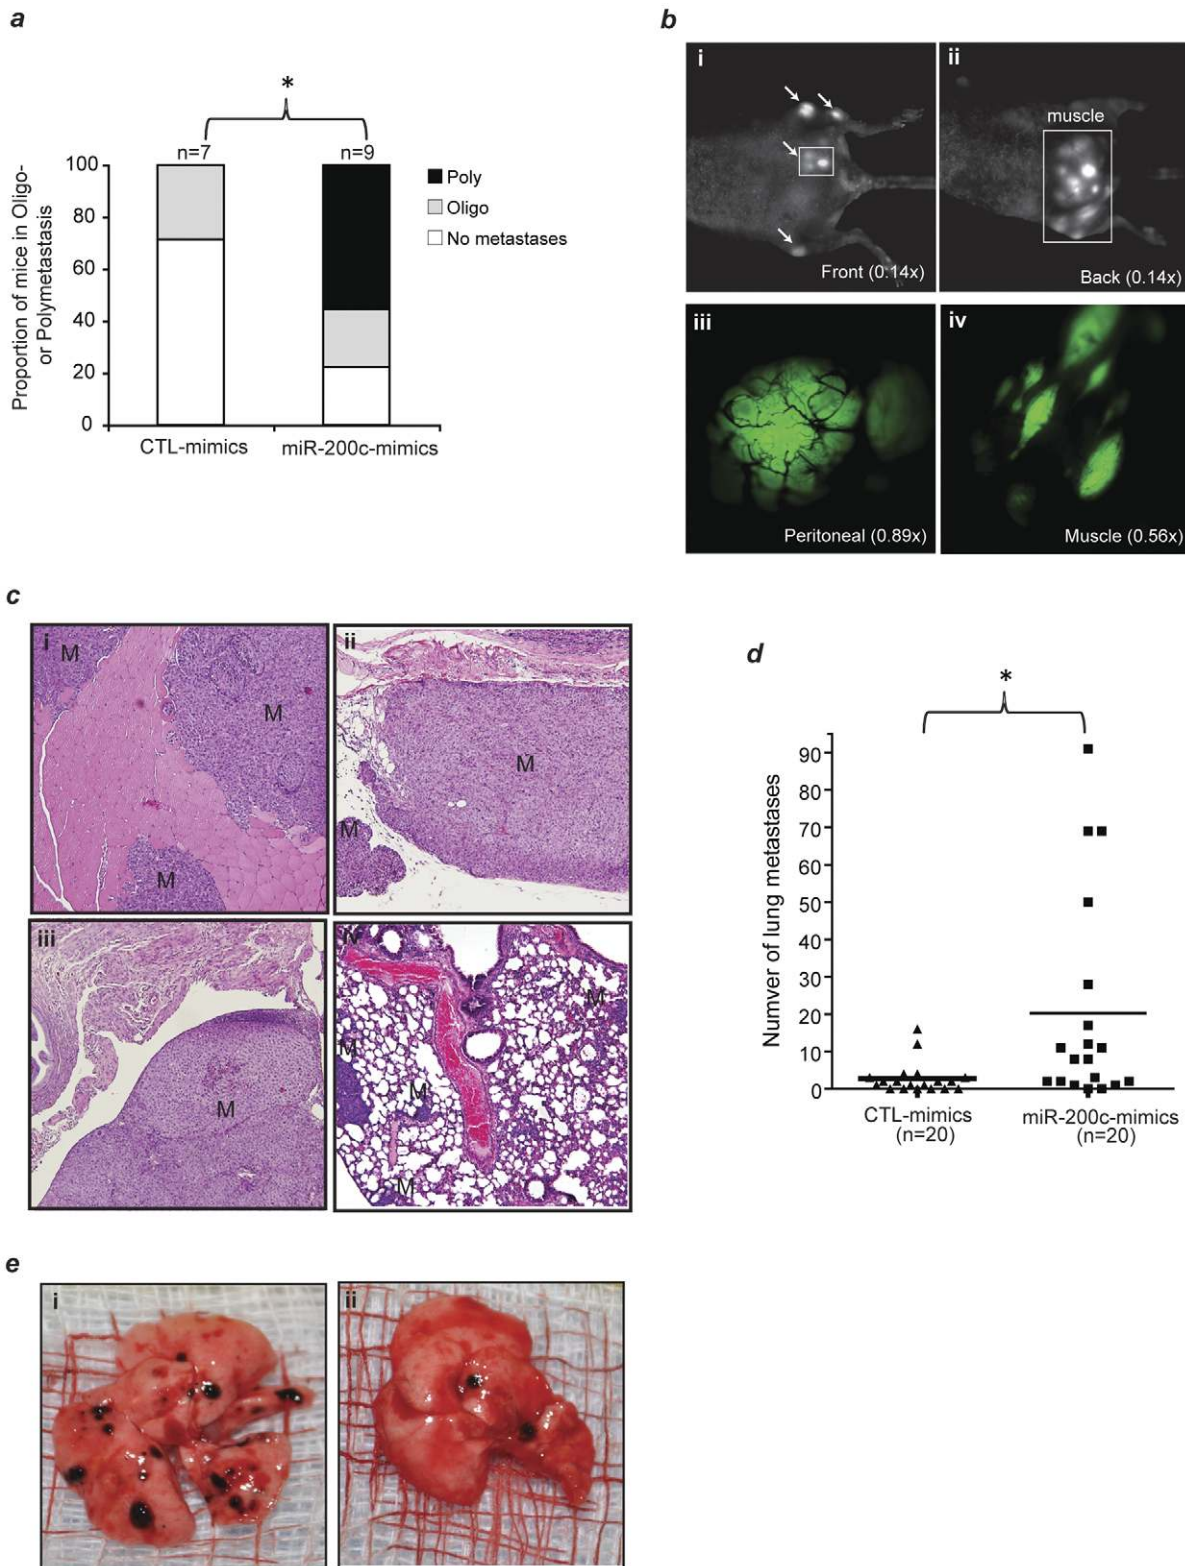 a
*
n=7
n=9
100
80
60
40
20
0
Proportion of mice in Oligo-
or Polymetastasis
CTL-mimics
miR-200c-mimics
Poly
Oligo
No metastases
b
i
Front (0.14x)
ii
muscle
Back (0.14x)
iii
Peritoneal (0.89x)
iv
Muscle (0.56x)
c
i
M
M
M
ii
M
M
iii
M
iv
M
M
M
M
d
*
Numver of lung metastases
90
80
70
60
50
40
30
20
10
0
CTL-mimics
(n=20)
miR-200c-mimics
(n=20)
e
i
ii